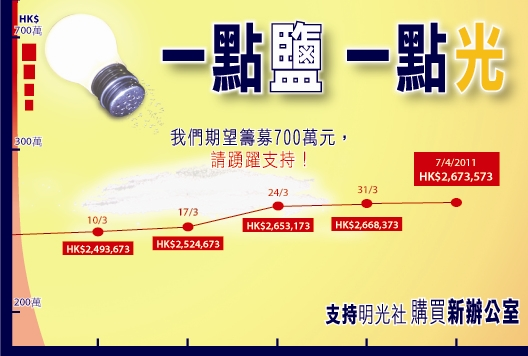 HK$
700萬
一點鹽 一點光
我們期望籌募700萬元，
請踴躍支持！
300萬
7/4/2011
HK$2,673,573
31/3
HK$2,668,373
24/3
HK$2,653,173
17/3
HK$2,524,673
10/3
HK$2,493,673
200萬
支持明光社 購買新辦公室